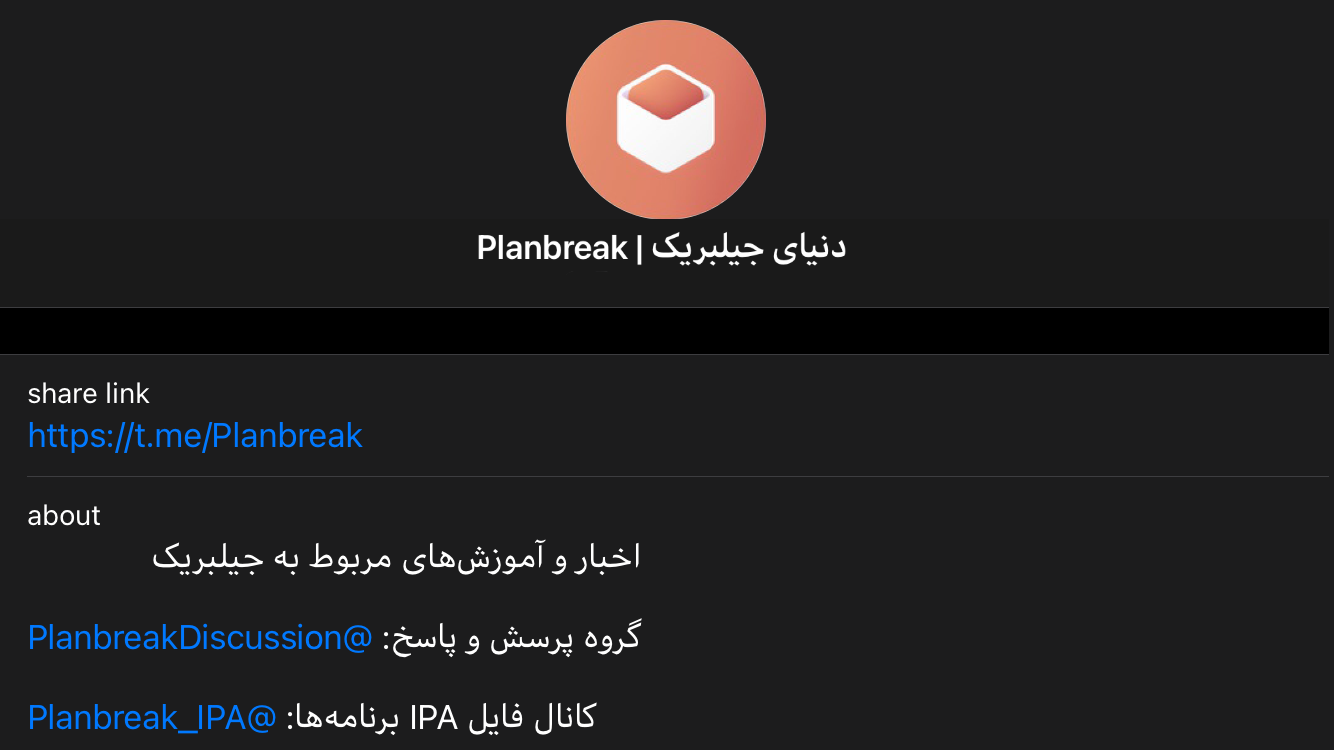 دنیای جیلبریک | Planbreak
share link
https://t.me/Planbreak
about
اخبار و آموزش‌های مربوط به جیلبریک
گروه پرسش و پاسخ: @PlanbreakDiscussion
کانال فایل IPA برنامه‌ها: @Planbreak_IPA